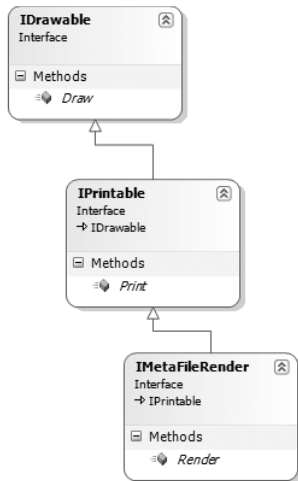 IDrawable
Interface
Methods
Draw
IPrintable
Interface
IDrawable
Methods
Print
IMetaFileRender
Interface
IPrintable
Methods
Render